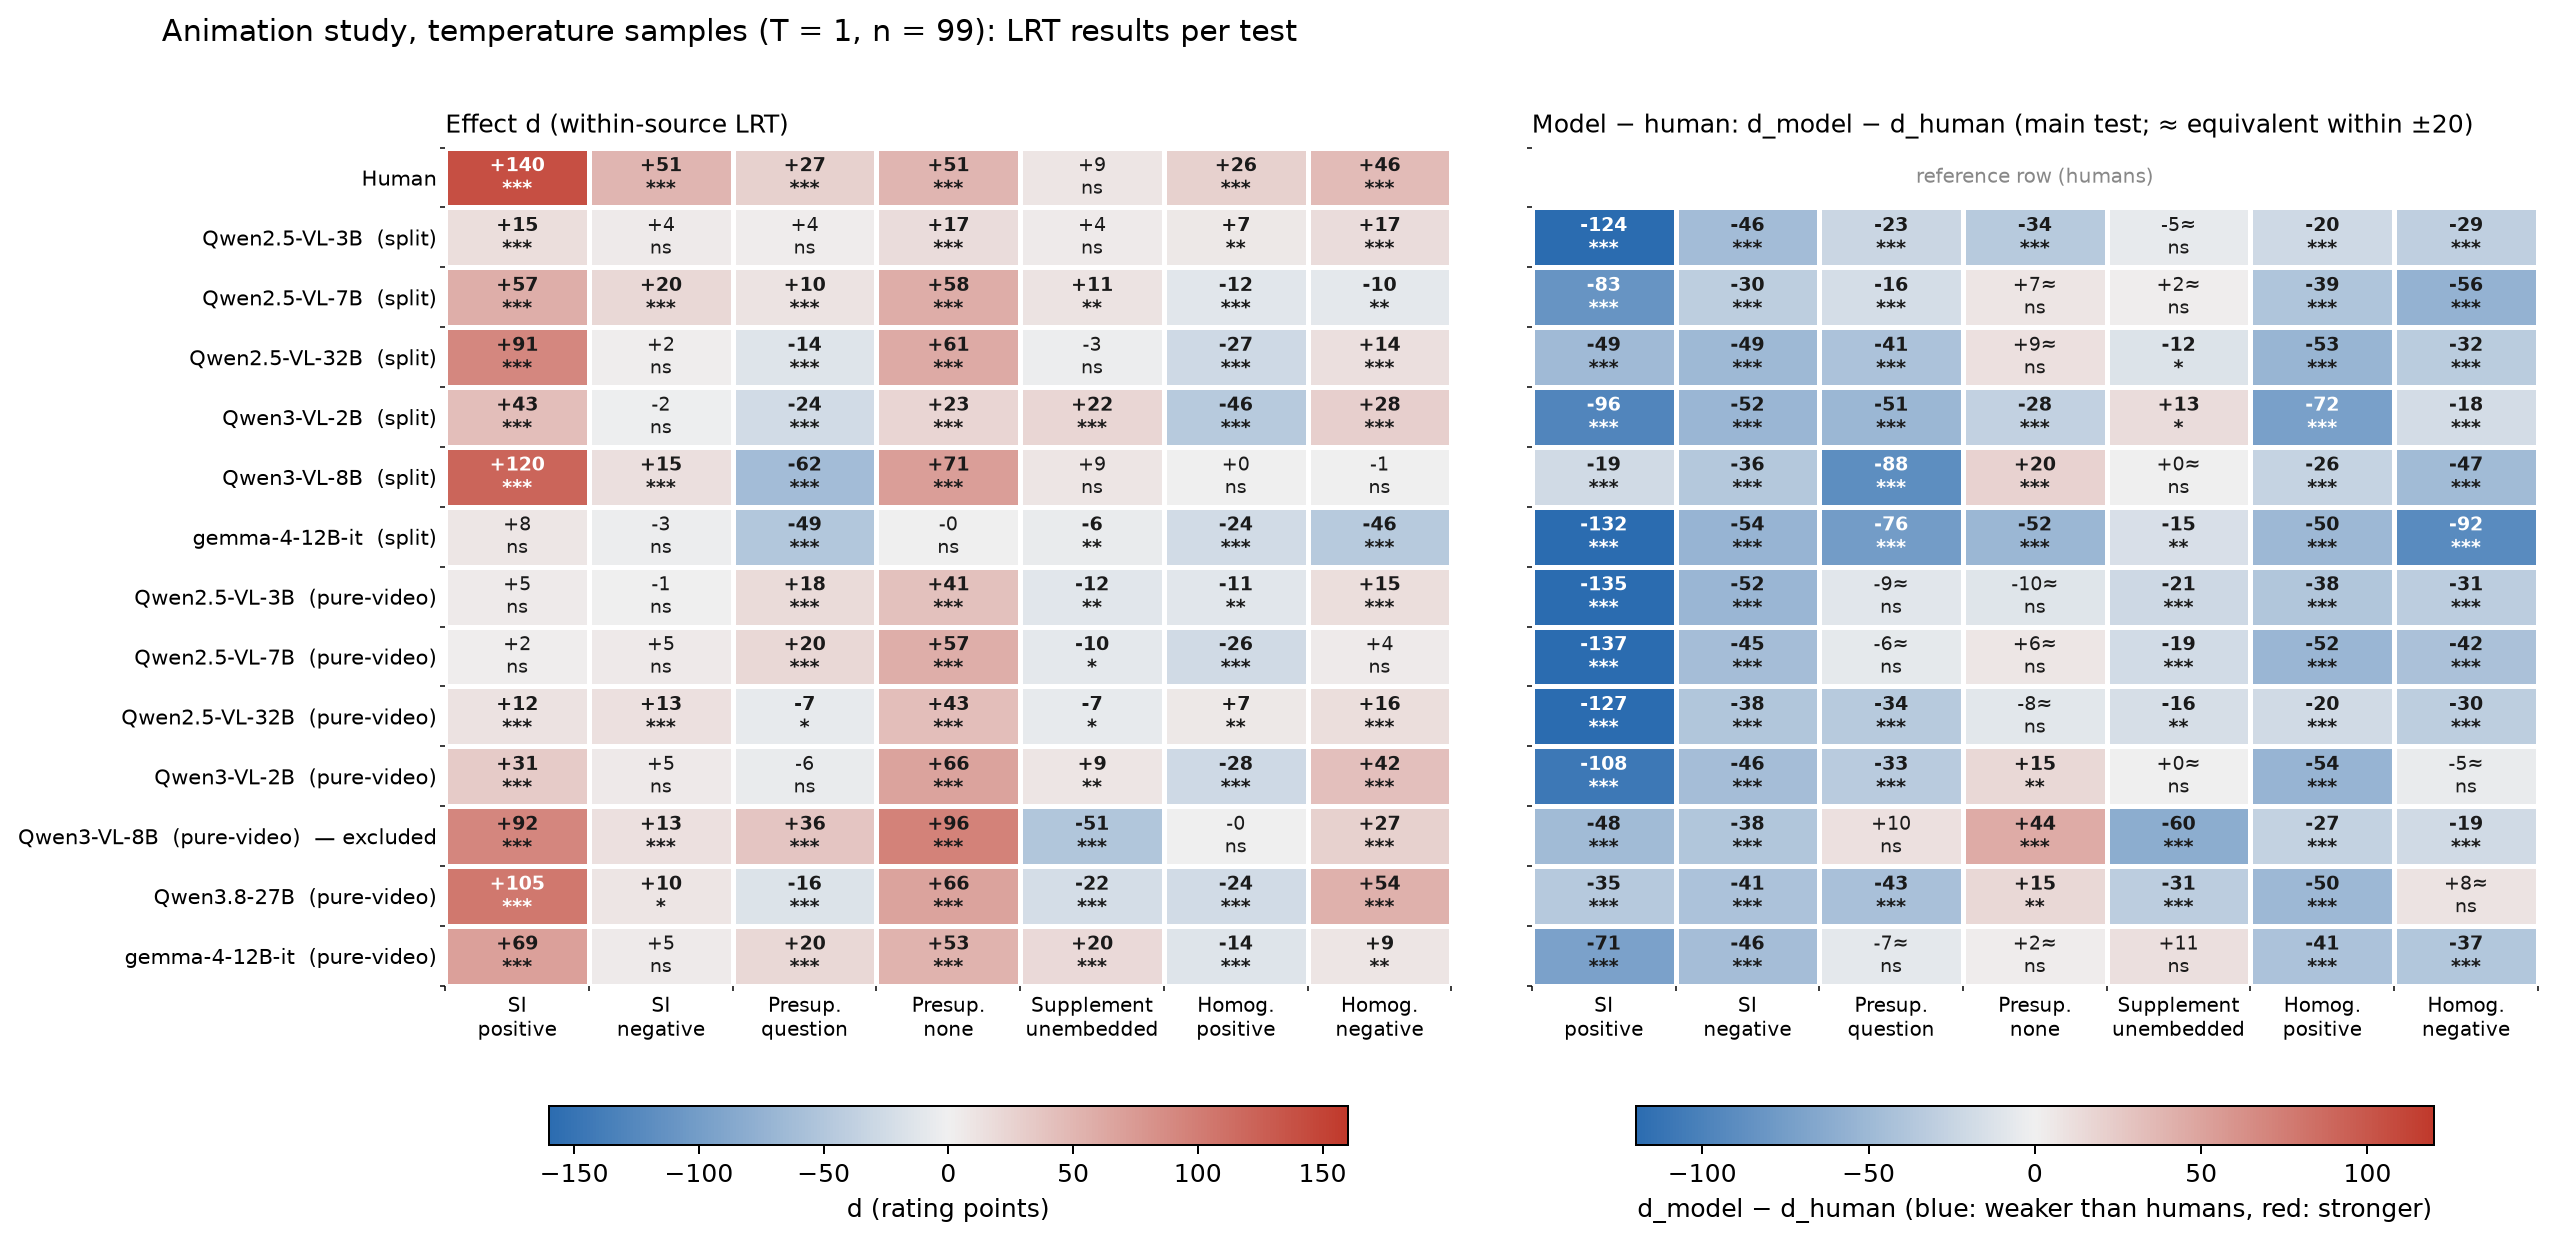 Animation study, temperature samples (T = 1, n = 99): LRT results per test
Effect d (within-source LRT)
Human +140 +51 +27 +51 +9 +26 +46
*** *** *** *** ns *** ***
Qwen2.5-VL-3B (split) +15 +4 +4 +17 +4 +7 +17
*** ns ns *** ns ** ***
Qwen2.5-VL-7B (split) +57 +20 +10 +58 +11 -12 -10
*** *** *** *** ** *** **
Qwen2.5-VL-32B (split) +91 +2 -14 +61 -3 -27 +14
*** ns *** *** ns *** ***
Qwen3-VL-2B (split) +43 -2 -24 +23 +22 -46 +28
*** ns *** *** *** *** ***
Qwen3-VL-8B (split) +120 +15 -62 +71 +9 +0 -1
*** *** *** *** ns ns ns
gemma-4-12B-it (split) +8 -3 -49 -0 -6 -24 -46
ns ns *** ns ** *** ***
Qwen2.5-VL-3B (pure-video) +5 -1 +18 +41 -12 -11 +15
ns ns *** *** ** ** ***
Qwen2.5-VL-7B (pure-video) +2 +5 +20 +57 -10 -26 +4
ns ns *** *** * *** ns
Qwen2.5-VL-32B (pure-video) +12 +13 -7 +43 -7 +7 +16
*** *** * *** * ** ***
Qwen3-VL-2B (pure-video) +31 +5 -6 +66 +9 -28 +42
*** ns ns *** ** *** ***
Qwen3-VL-8B (pure-video) — excluded +92 +13 +36 +96 -51 -0 +27
*** *** *** *** *** ns ***
Qwen3.8-27B (pure-video) +105 +10 -16 +66 -22 -24 +54
*** * *** *** *** *** ***
gemma-4-12B-it (pure-video) +69 +5 +20 +53 +20 -14 +9
*** ns *** *** *** *** **
SI SI Presup. Presup. Supplement Homog. Homog.
positive negative question none unembedded positive negative
−150 −100 −50 0 50 100 150
d (rating points)
Model − human: d_model − d_human (main test; ≈ equivalent within ±20)
reference row (humans)
-124 -46 -23 -34 -5≈ -20 -29
*** *** *** *** ns *** ***
-83 -30 -16 +7≈ +2≈ -39 -56
*** *** *** ns ns *** ***
-49 -49 -41 +9≈ -12 -53 -32
*** *** *** ns * *** ***
-96 -52 -51 -28 +13 -72 -18
*** *** *** *** * *** ***
-19 -36 -88 +20 +0≈ -26 -47
*** *** *** *** ns *** ***
-132 -54 -76 -52 -15 -50 -92
*** *** *** *** ** *** ***
-135 -52 -9≈ -10≈ -21 -38 -31
*** *** ns ns *** *** ***
-137 -45 -6≈ +6≈ -19 -52 -42
*** *** ns ns *** *** ***
-127 -38 -34 -8≈ -16 -20 -30
*** *** *** ns ** *** ***
-108 -46 -33 +15 +0≈ -54 -5≈
*** *** *** ** ns *** ns
-48 -38 +10 +44 -60 -27 -19
*** *** ns *** *** *** ***
-35 -41 -43 +15 -31 -50 +8≈
*** *** *** ** *** *** ns
-71 -46 -7≈ +2≈ +11 -41 -37
*** *** ns ns ns *** ***
SI SI Presup. Presup. Supplement Homog. Homog.
positive negative question none unembedded positive negative
−100 −50 0 50 100
d_model − d_human (blue: weaker than humans, red: stronger)